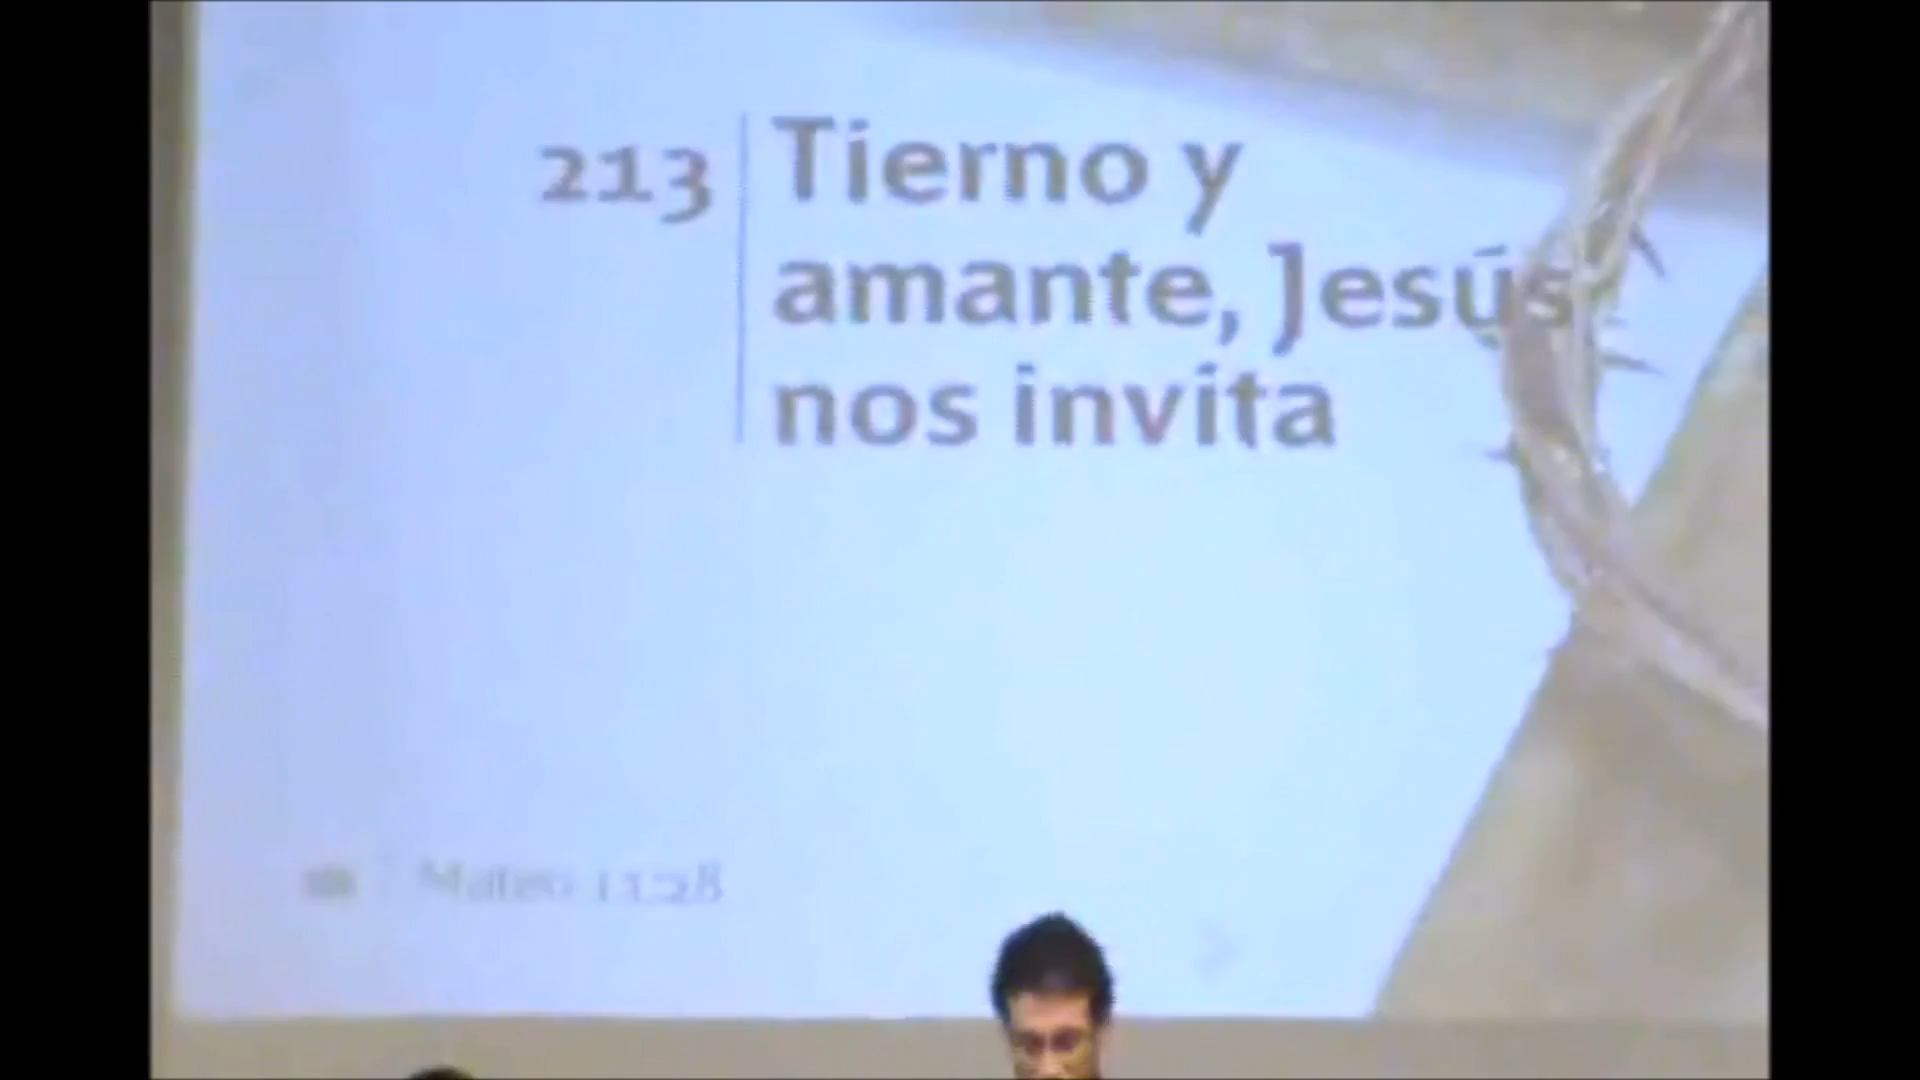 213
Tierno y
amante, Jesús
nos invita
Mateo 11:28